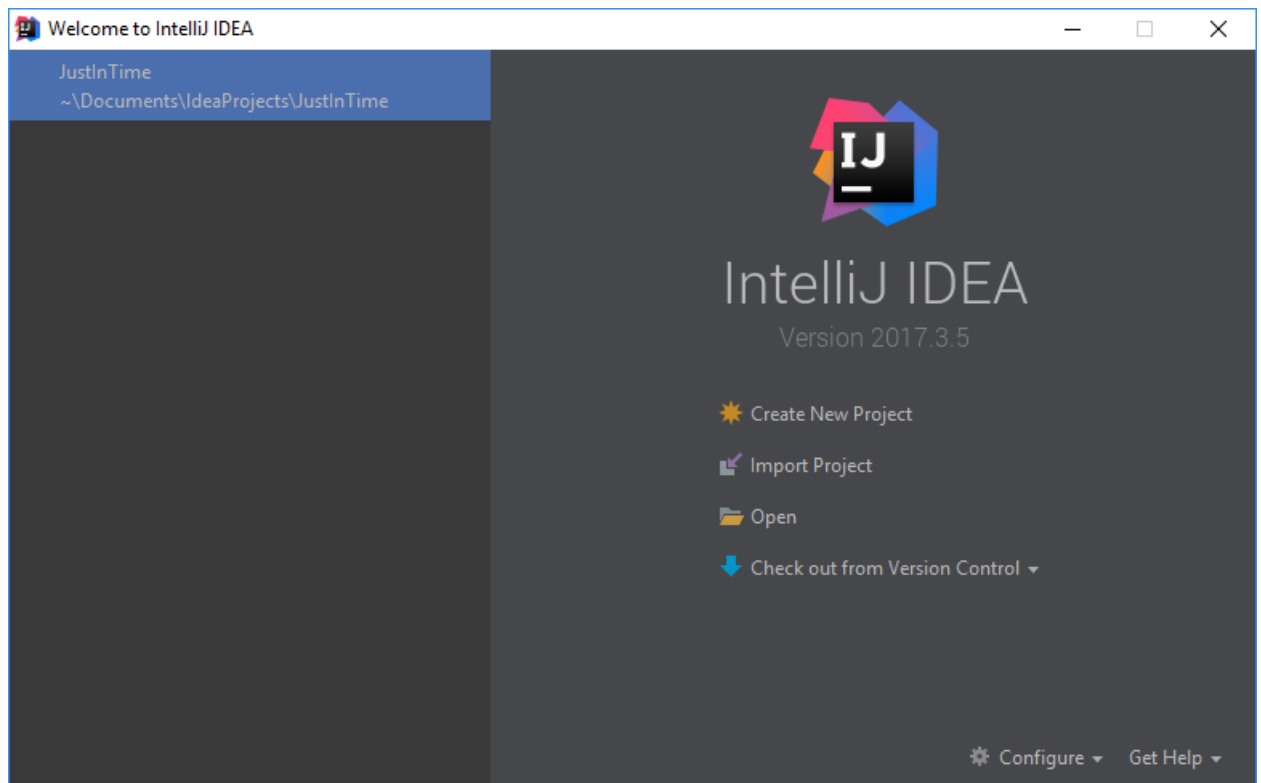 Welcome to IntelliJ IDEA
JustInTime
~\Documents\IdeaProjects\JustInTime
IJ
IntelliJ IDEA
Version 2017.3.5
Create New Project
Import Project
Open
Check out from Version Control
Configure
Get Help